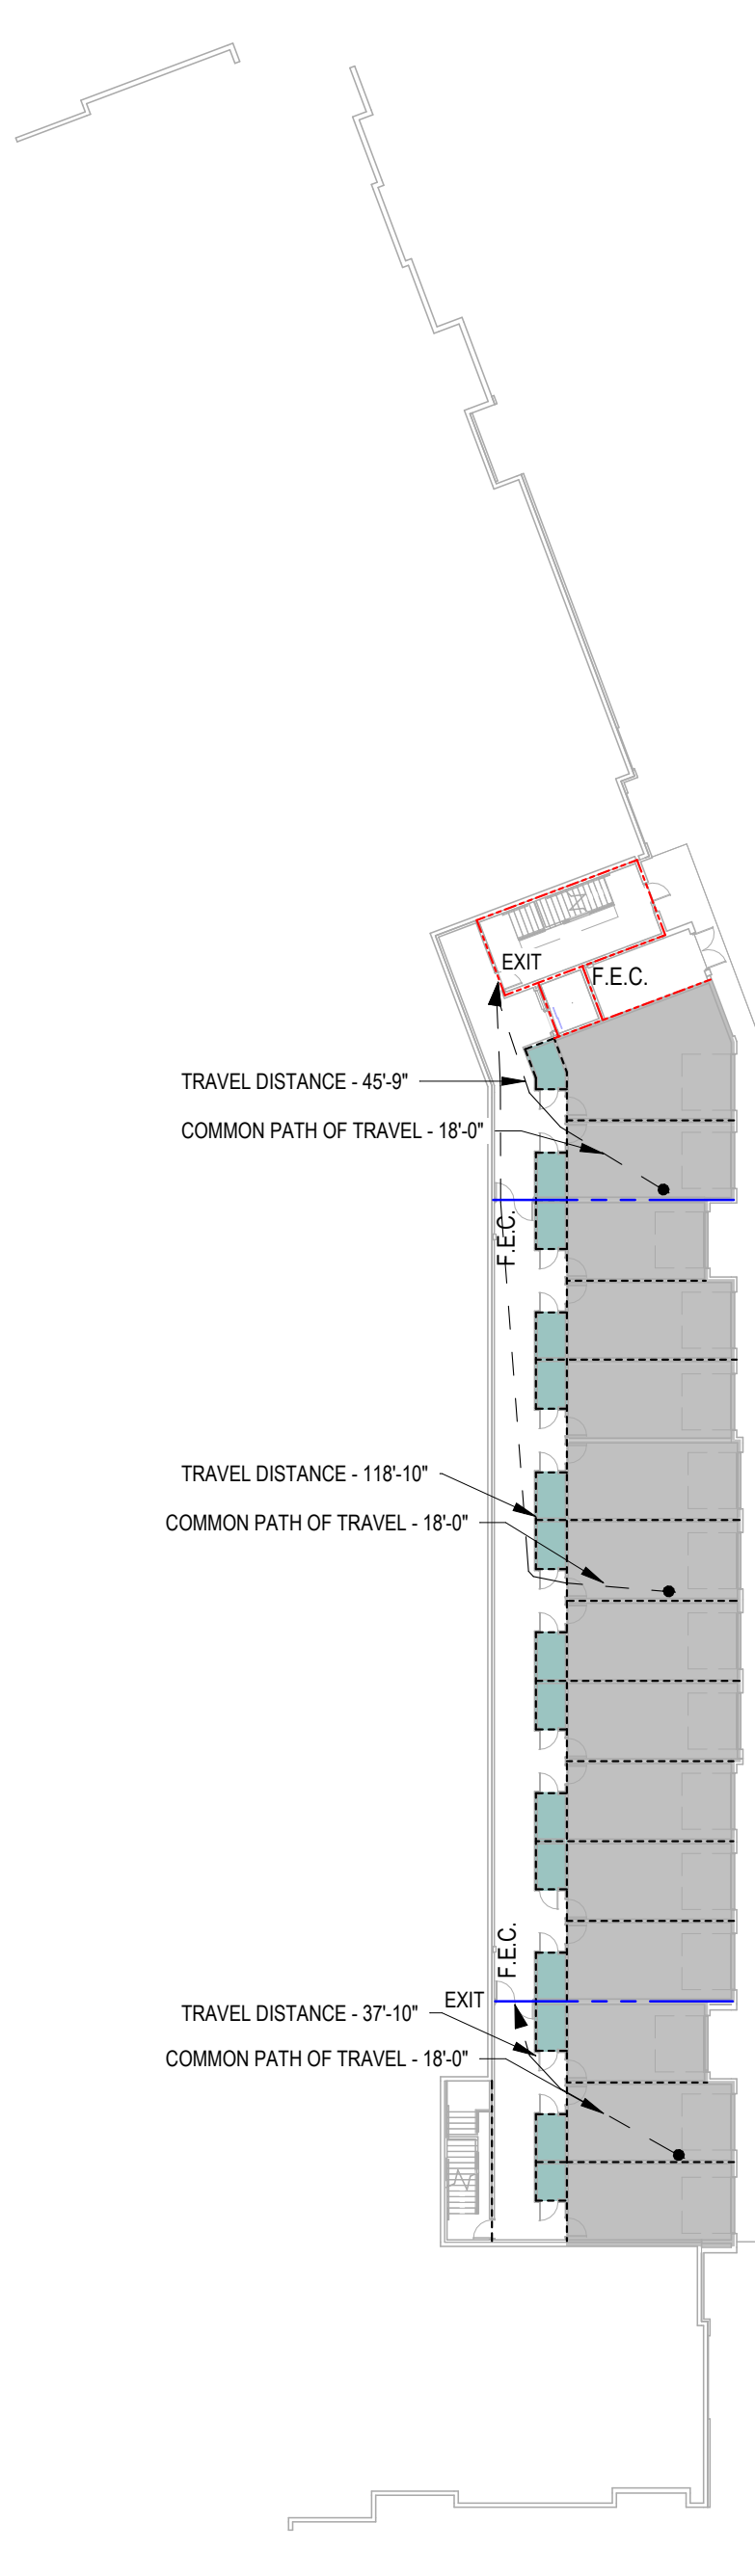 EXIT
F.E.C.
TRAVEL DISTANCE - 45'-9"
COMMON PATH OF TRAVEL - 18'-0"
F.E.C.
TRAVEL DISTANCE - 118'-10"
COMMON PATH OF TRAVEL - 18'-0"
F.E.C.
EXIT
TRAVEL DISTANCE - 37'-10"
COMMON PATH OF TRAVEL - 18'-0"